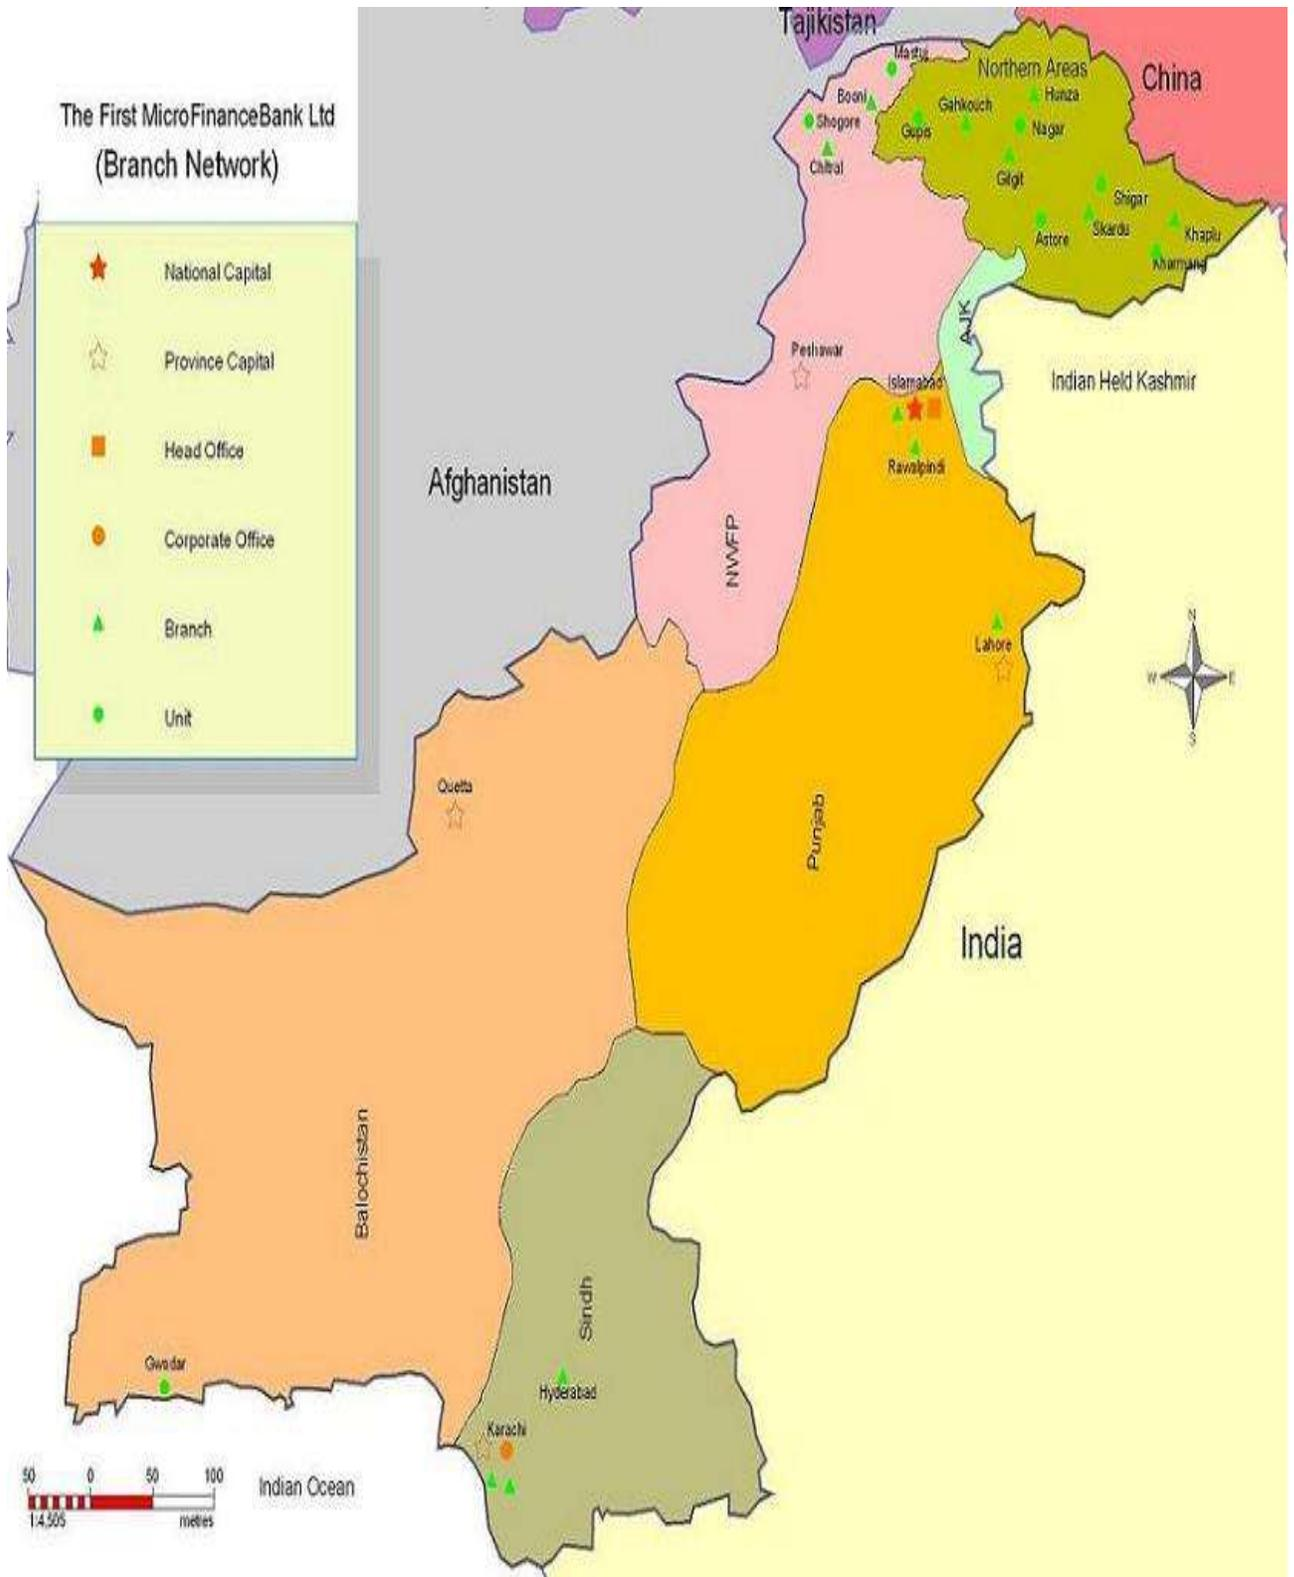 Tajikistan
China
Mastuj
Northern Areas
Booni
Gahkouch
Hunza
Shogore
Gupis
Nagar
Chitral
Gilgit
Shigar
Skardu
Astore
Khaplu
Kharmang
The First MicroFinanceBank Ltd
(Branch Network)
National Capital
Province Capital
Head Office
Corporate Office
Branch
Unit
AJK
Peshawar
Islamabad
Indian Held Kashmir
Rawalpindi
Afghanistan
NWFP
Lahore
N
W
E
S
Quetta
Punjab
India
Balochistan
Sindh
Gwadar
Hyderabad
Karachi
50 0 50 100
1:4,505 metres
Indian Ocean